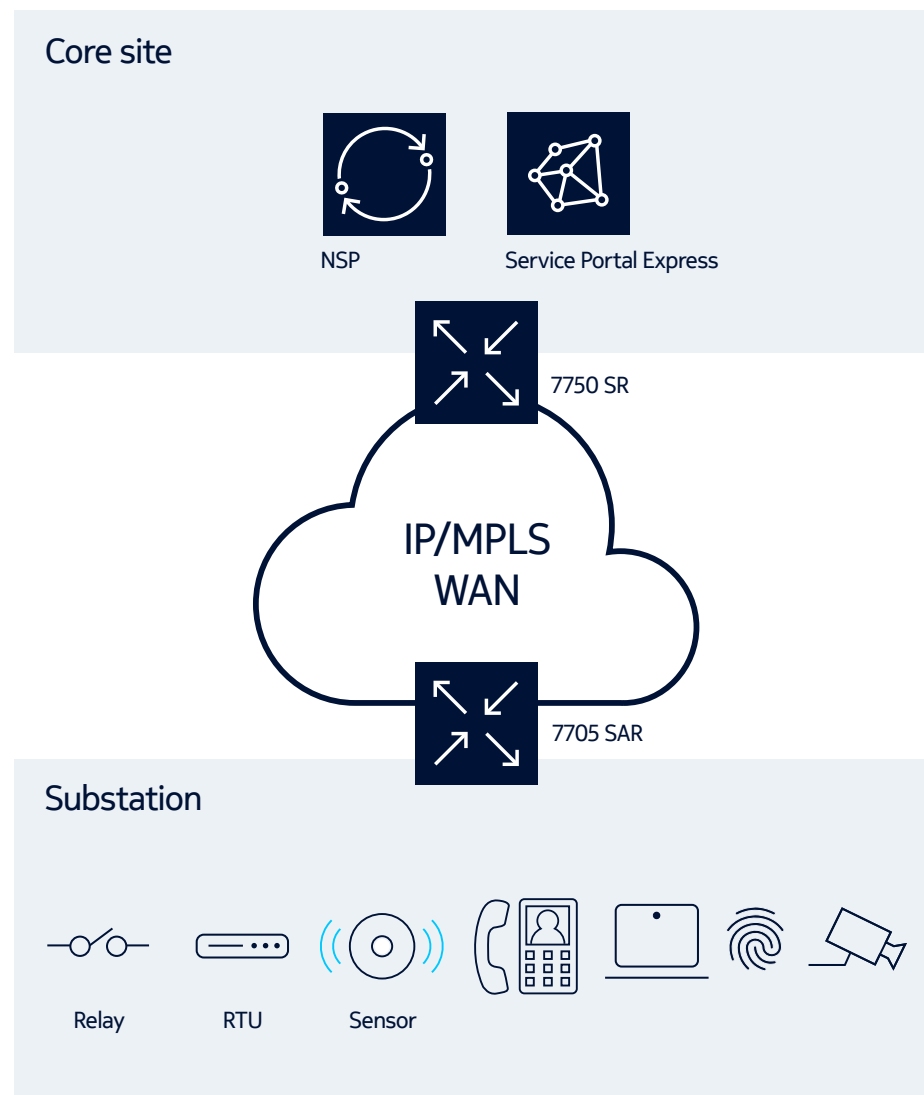 Core site
NSP
Service Portal Express
7750 SR
IP/MPLS
WAN
7705 SAR
Substation
Relay
RTU
Sensor